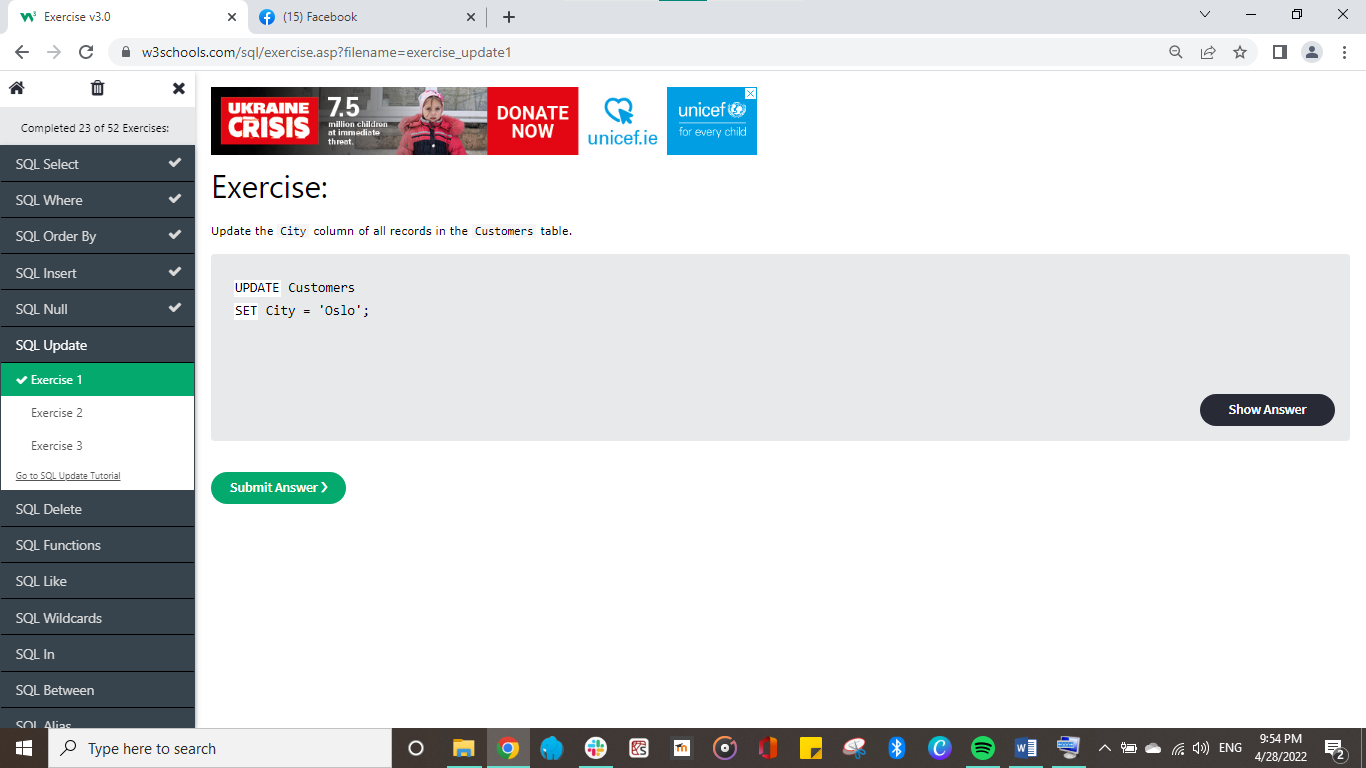 Exercise v3.0
(15) Facebook
w3schools.com/sql/exercise.asp?filename=exercise_update1
Completed 23 of 52 Exercises:
SQL Select
SQL Where
SQL Order By
SQL Insert
SQL Null
SQL Update
Exercise 1
Exercise 2
Exercise 3
Go to SQL Update Tutorial
SQL Delete
SQL Functions
SQL Like
SQL Wildcards
SQL In
SQL Between
SQL Alias
UKRAINE
CRISIS
7.5
million children
at immediate
threat.
DONATE
NOW
unicef.ie
unicef
for every child
Exercise:
Update the City column of all records in the Customers table.
UPDATE Customers
SET City = 'Oslo';
Show Answer
Submit Answer ❯
Type here to search
ENG
9:54 PM
4/28/2022
2